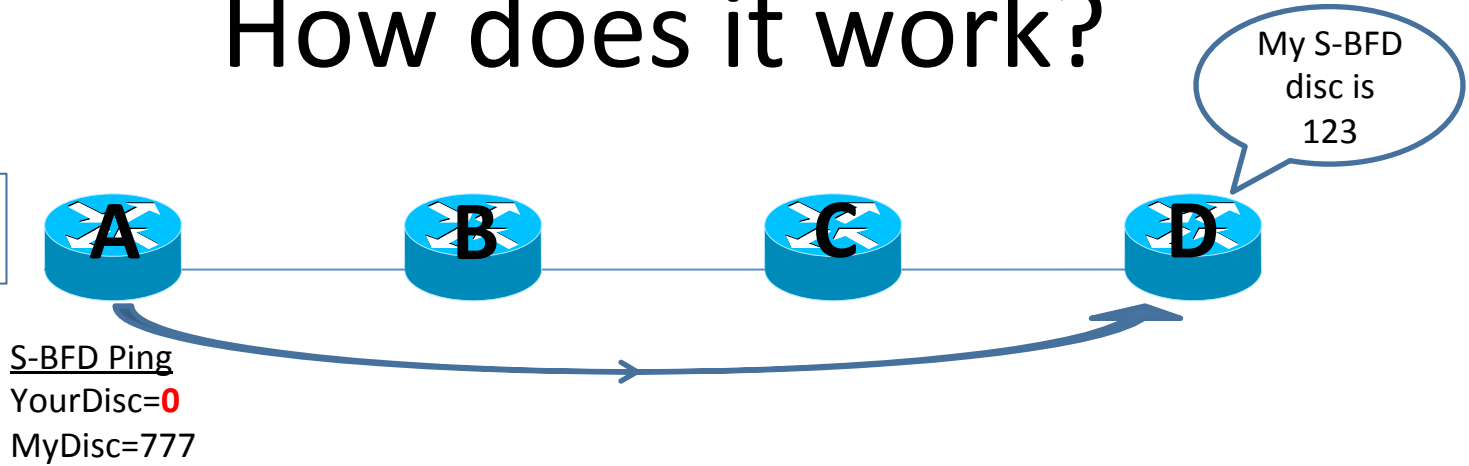 How does it work?
My S-BFD
disc is
123
A
B
C
D
S-BFD Ping
YourDisc=0
MyDisc=777